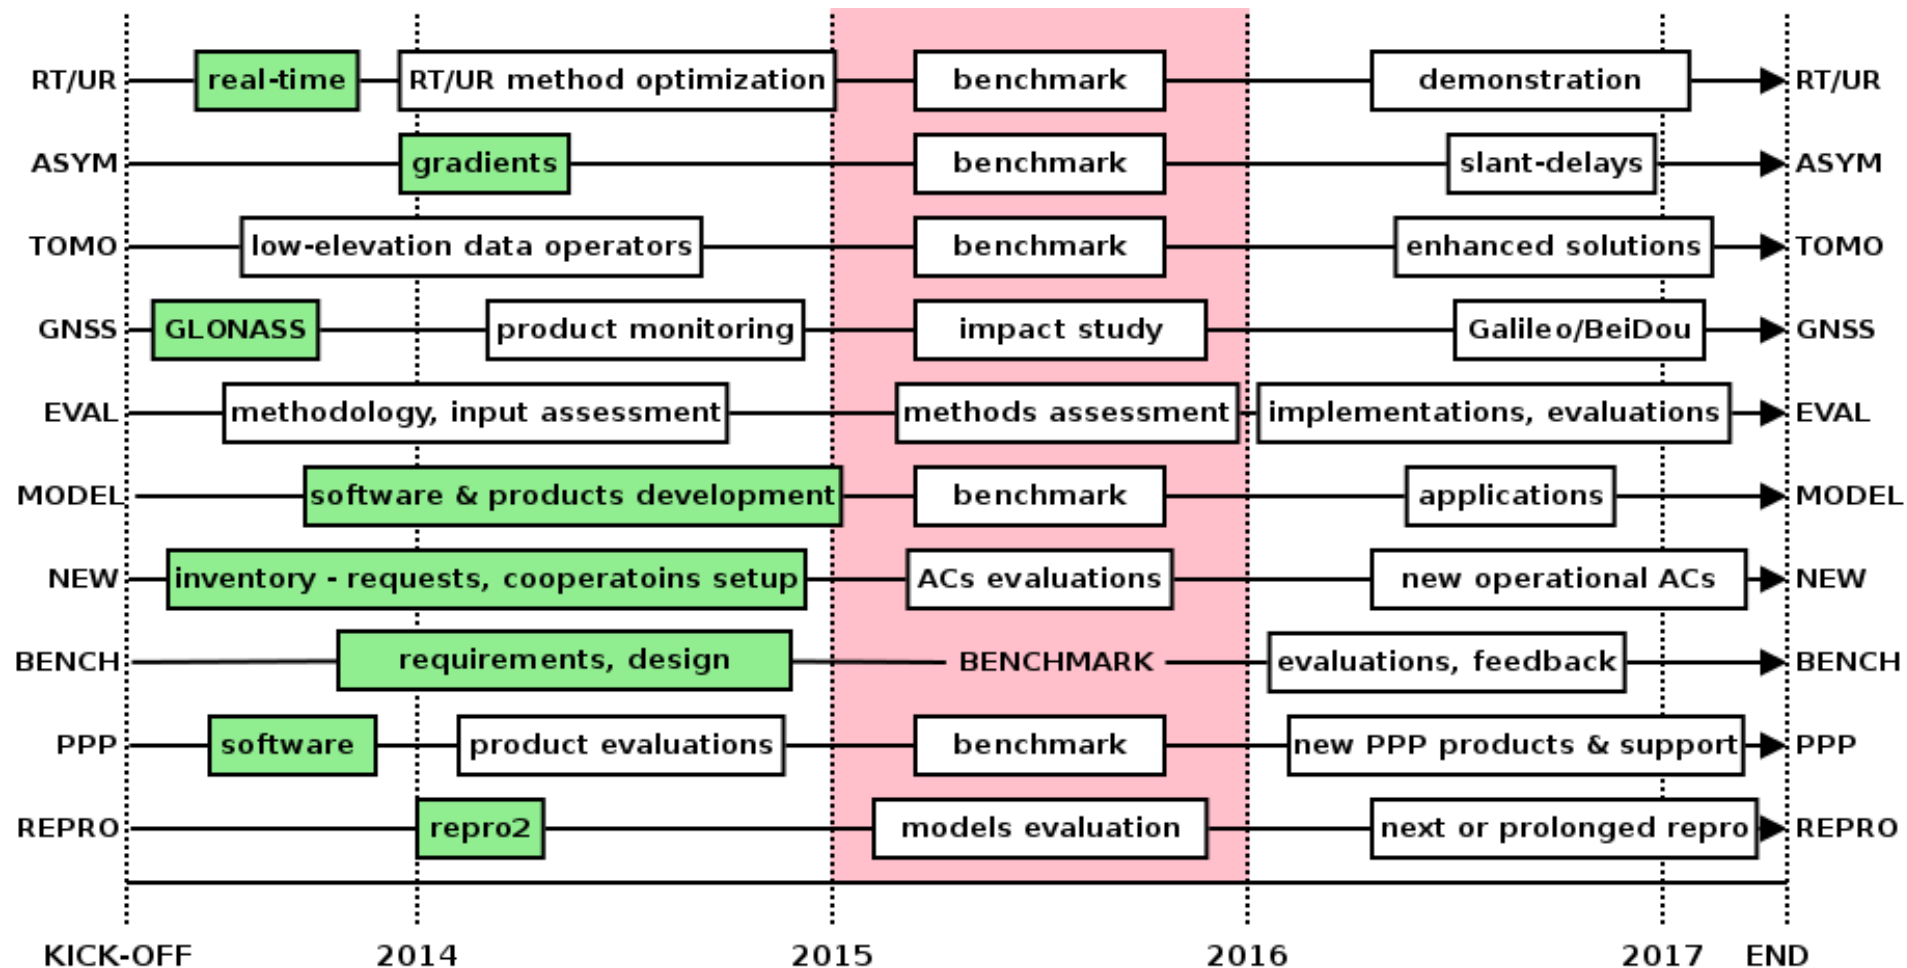 RT/UR real-time RT/UR method optimization benchmark demonstration RT/UR
ASYM gradients benchmark slant-delays ASYM
TOMO low-elevation data operators benchmark enhanced solutions TOMO
GNSS GLONASS product monitoring impact study Galileo/BeiDou GNSS
EVAL methodology, input assessment methods assessment implementations, evaluations EVAL
MODEL software & products development benchmark applications MODEL
NEW inventory - requests, cooperatoins setup ACs evaluations new operational ACs NEW
BENCH requirements, design BENCHMARK evaluations, feedback BENCH
PPP software product evaluations benchmark new PPP products & support PPP
REPRO repro2 models evaluation next or prolonged repro REPRO
KICK-OFF 2014 2015 2016 2017 END